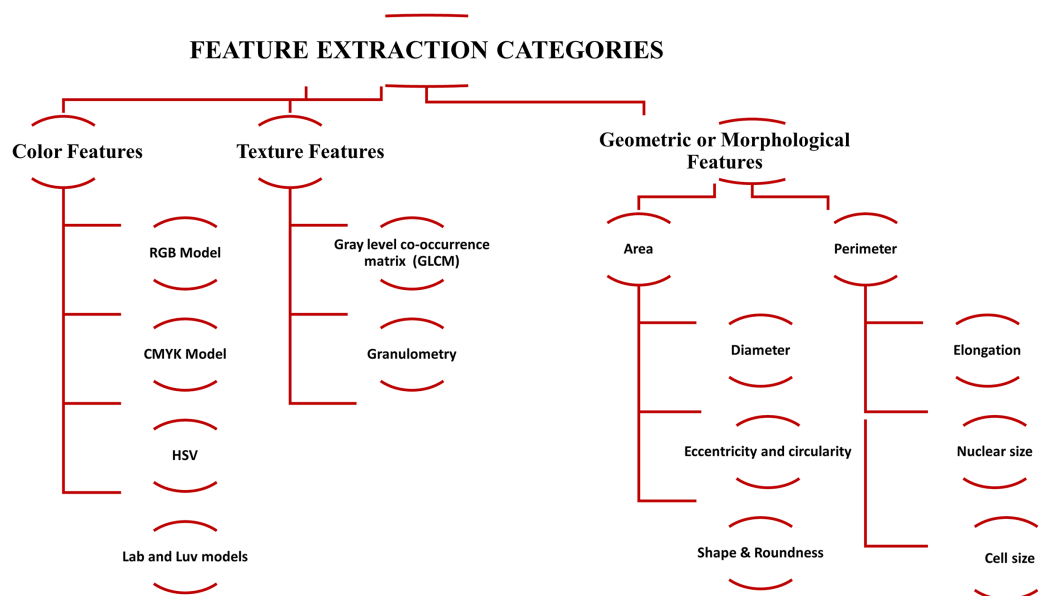 FEATURE EXTRACTION CATEGORIES
Color Features
RGB Model
CMYK Model
HSV
Lab and Luv models
Texture Features
Gray level co-occurrence
matrix (GLCM)
Granulometry
Geometric or Morphological
Features
Area
Diameter
Eccentricity and circularity
Shape & Roundness
Perimeter
Elongation
Nuclear size
Cell size